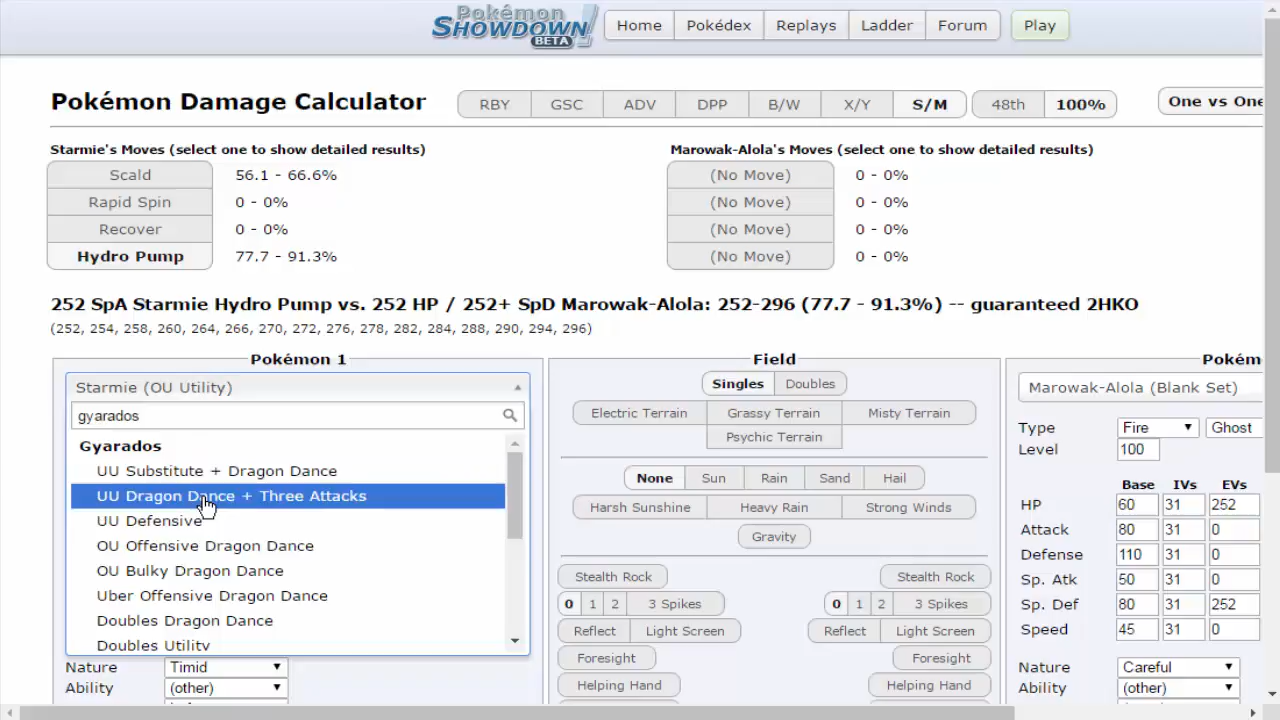 Pokémon
SHOWDOWN!
BETA
Home Pokédex Replays Ladder Forum Play
Pokémon Damage Calculator RBY GSC ADV DPP B/W X/Y S/M 48th 100% One vs One
Starmie's Moves (select one to show detailed results)
Scald 56.1 - 66.6%
Rapid Spin 0 - 0%
Recover 0 - 0%
Hydro Pump 77.7 - 91.3%
Marowak-Alola's Moves (select one to show detailed results)
(No Move) 0 - 0%
(No Move) 0 - 0%
(No Move) 0 - 0%
(No Move) 0 - 0%
252 SpA Starmie Hydro Pump vs. 252 HP / 252+ SpD Marowak-Alola: 252-296 (77.7 - 91.3%) -- guaranteed 2HKO
(252, 254, 258, 260, 264, 266, 270, 272, 276, 278, 282, 284, 288, 290, 294, 296)
Pokémon 1
Starmie (OU Utility)
gyarados
Gyarados
UU Substitute + Dragon Dance
UU Dragon Dance + Three Attacks
UU Defensive
OU Offensive Dragon Dance
OU Bulky Dragon Dance
Uber Offensive Dragon Dance
Doubles Dragon Dance
Doubles Utility
Nature Timid
Ability (other)
Field
Singles Doubles
Electric Terrain Grassy Terrain Misty Terrain
Psychic Terrain
None Sun Rain Sand Hail
Harsh Sunshine Heavy Rain Strong Winds
Gravity
Stealth Rock Stealth Rock
0 1 2 3 Spikes 0 1 2 3 Spikes
Reflect Light Screen Reflect Light Screen
Foresight Foresight
Helping Hand Helping Hand
Pokém
Marowak-Alola (Blank Set)
Type Fire Ghost
Level 100
Base IVs EVs
HP 60 31 252
Attack 80 31 0
Defense 110 31 0
Sp. Atk 50 31 0
Sp. Def 80 31 252
Speed 45 31 0
Nature Careful
Ability (other)